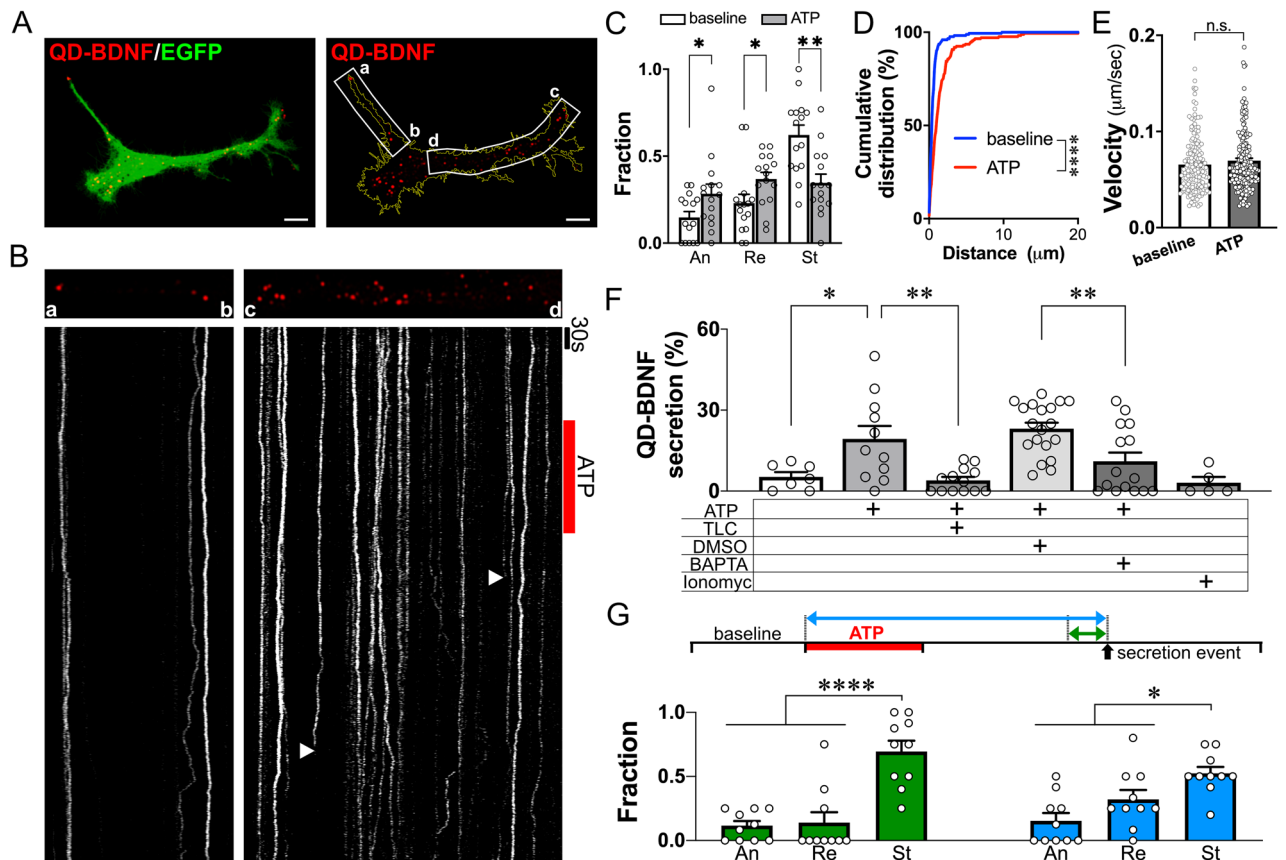 A
QD-BDNF/EGFP
QD-BDNF
a
b
c
d
B
a
b
c
d
30s
ATP
C
baseline
ATP
*
*
**
Fraction
1.0
0.5
0.0
An
Re
St
D
Cumulative
distribution (%)
100
50
0
baseline
ATP
****
0
10
20
Distance (μm)
E
n.s.
Velocity (μm/sec)
0.2
0.1
0.0
baseline
ATP
F
*
**
**
QD-BDNF
secretion (%)
60
30
0
ATP + + + +
TLC +
DMSO +
BAPTA +
Ionomyc +
G
baseline
ATP
secretion event
****
*
Fraction
1.0
0.5
0.0
An
Re
St
An
Re
St